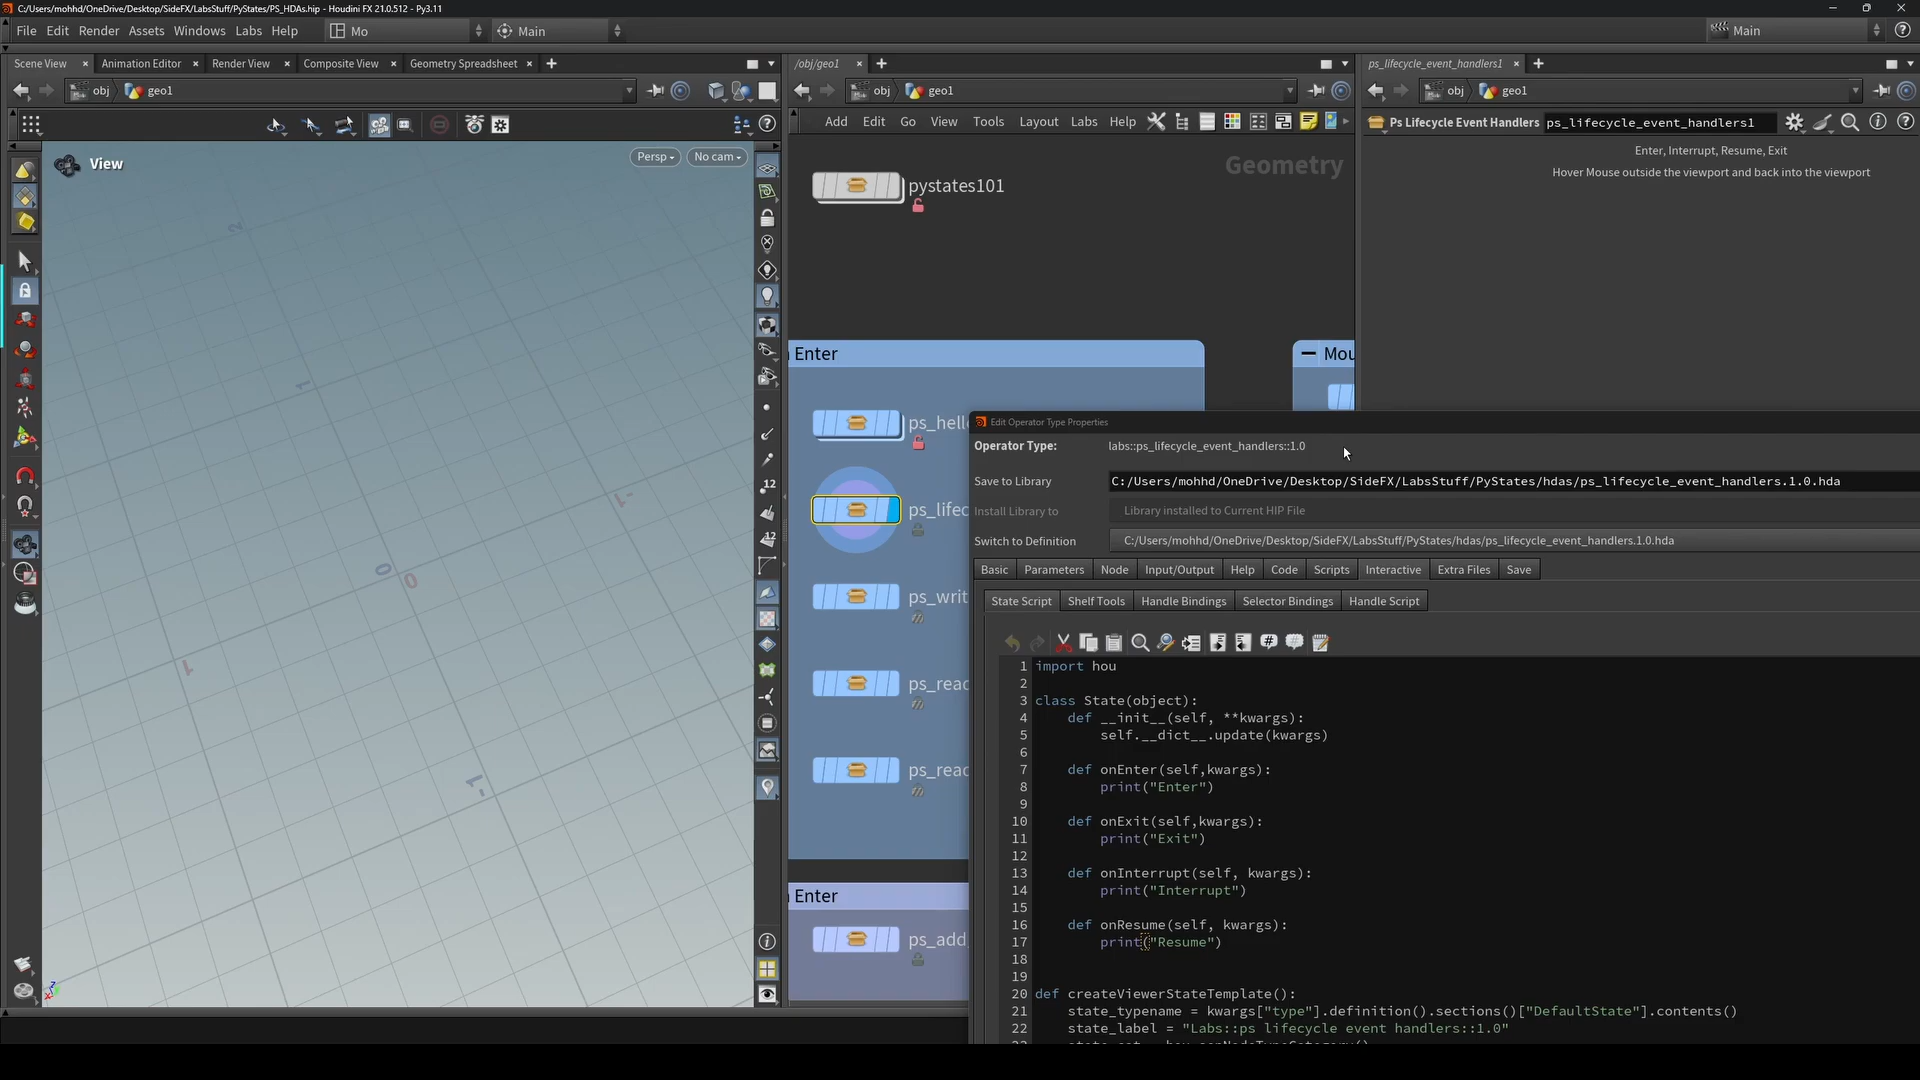 C:/Users/mohhd/OneDrive/Desktop/SideFX/LabsStuff/PyStates/PS_HDAs.hip - Houdini FX 21.0.512 - Py3.11
File Edit Render Assets Windows Labs Help Mo Main Main
Scene View Animation Editor Render View Composite View Geometry Spreadsheet
/obj/geo1
ps_lifecycle_event_handlers1
obj geo1
obj geo1
obj geo1
Add Edit Go View Tools Layout Labs Help
Ps Lifecycle Event Handlers ps_lifecycle_event_handlers1
Enter, Interrupt, Resume, Exit
Hover Mouse outside the viewport and back into the viewport
View
Persp
No cam
Geometry
pystates101
Enter
Mou
ps_hell
ps_lifec
ps_writ
ps_reac
ps_reac
Enter
ps_add_
Edit Operator Type Properties
Operator Type: labs::ps_lifecycle_event_handlers::1.0
Save to Library C:/Users/mohhd/OneDrive/Desktop/SideFX/LabsStuff/PyStates/hdas/ps_lifecycle_event_handlers.1.0.hda
Install Library to Library installed to Current HIP File
Switch to Definition C:/Users/mohhd/OneDrive/Desktop/SideFX/LabsStuff/PyStates/hdas/ps_lifecycle_event_handlers.1.0.hda
Basic Parameters Node Input/Output Help Code Scripts Interactive Extra Files Save
State Script Shelf Tools Handle Bindings Selector Bindings Handle Script
1 import hou
2
3 class State(object):
4 def __init__(self, **kwargs):
5 self.__dict__.update(kwargs)
6
7 def onEnter(self,kwargs):
8 print("Enter")
9
10 def onExit(self,kwargs):
11 print("Exit")
12
13 def onInterrupt(self, kwargs):
14 print("Interrupt")
15
16 def onResume(self, kwargs):
17 print("Resume")
18
19
20 def createViewerStateTemplate():
21 state_typename = kwargs["type"].definition().sections()["DefaultState"].contents()
22 state_label = "Labs::ps lifecycle event handlers::1.0"